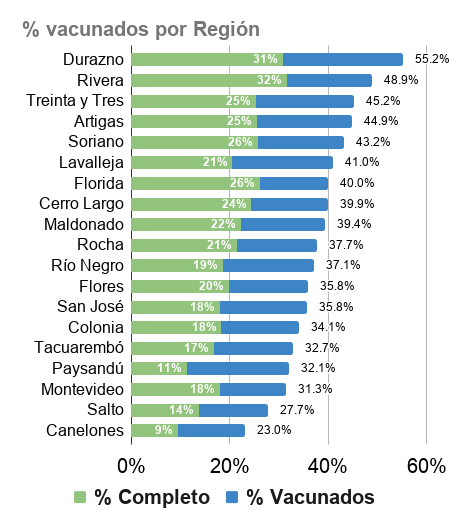 % vacunados por Región
Durazno 31% 55.2%
Rivera 32% 48.9%
Treinta y Tres 25% 45.2%
Artigas 25% 44.9%
Soriano 26% 43.2%
Lavalleja 21% 41.0%
Florida 26% 40.0%
Cerro Largo 24% 39.9%
Maldonado 22% 39.4%
Rocha 21% 37.7%
Río Negro 19% 37.1%
Flores 20% 35.8%
San José 18% 35.8%
Colonia 18% 34.1%
Tacuarembó 17% 32.7%
Paysandú 11% 32.1%
Montevideo 18% 31.3%
Salto 14% 27.7%
Canelones 9% 23.0%
0% 20% 40% 60%
% Completo % Vacunados